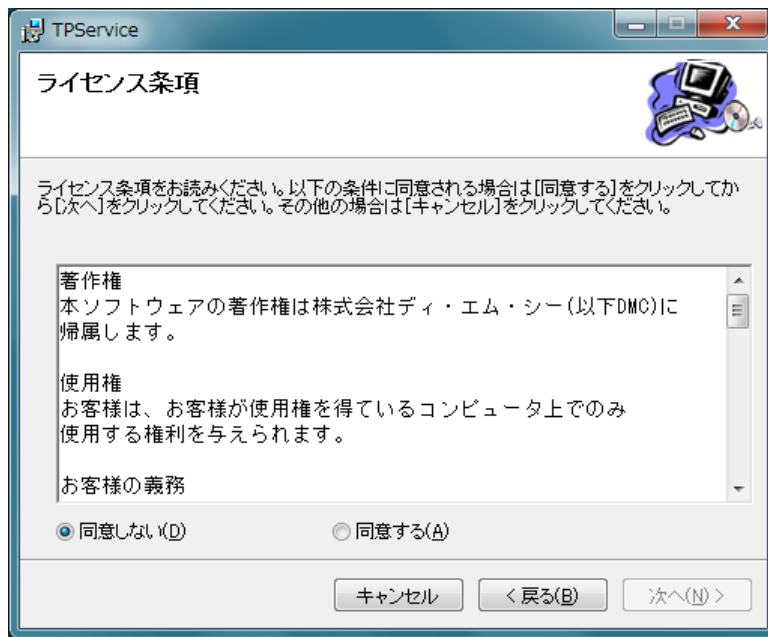 TPService
ライセンス条項
ライセンス条項をお読みください。以下の条件に同意される場合は[同意する]をクリックしてか
ら[次へ]をクリックしてください。その他の場合は[キャンセル]をクリックしてください。
著作権
本ソフトウェアの著作権は株式会社ディ・エム・シー(以下DMC)に
帰属します。
使用権
お客様は、お客様が使用権を得ているコンピュータ上でのみ
使用する権利を与えられます。
お客様の義務
同意しない(D)
同意する(A)
キャンセル
< 戻る(B)
次へ(N) >